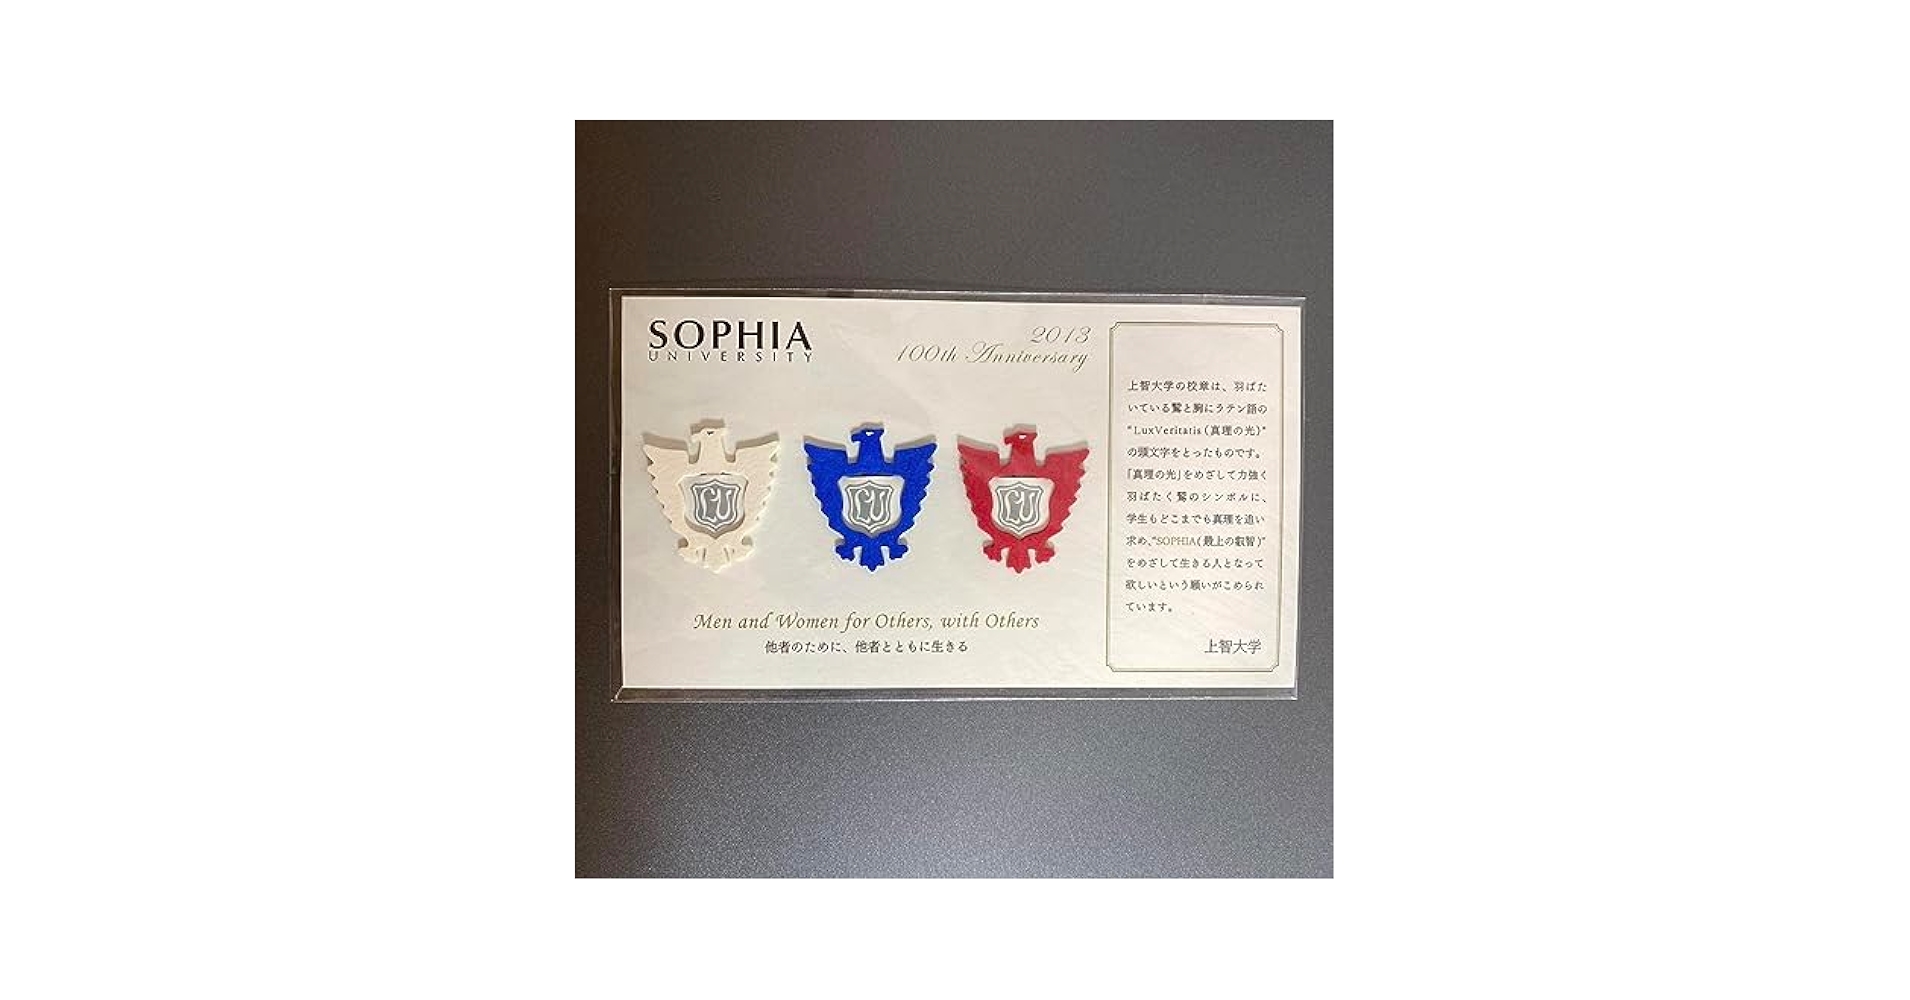 SOPHIA
UNIVERSITY
2013
100th Anniversary
LV
LV
LV
Men and Women for Others, with Others
他者のために、他者とともに生きる
上智大学の校章は、羽ばた
いている鷲と胸にラテン語の
"LuxVeritatis(真理の光)"
の頭文字をとったものです。
「真理の光」をめざして力強く
羽ばたく鷲のシンボルに、
学生もどこまでも真理を追い
求め、"SOPHIA(最上の叡智)"
をめざして生きる人となって
欲しいという願いがこめられ
ています。
上智大学